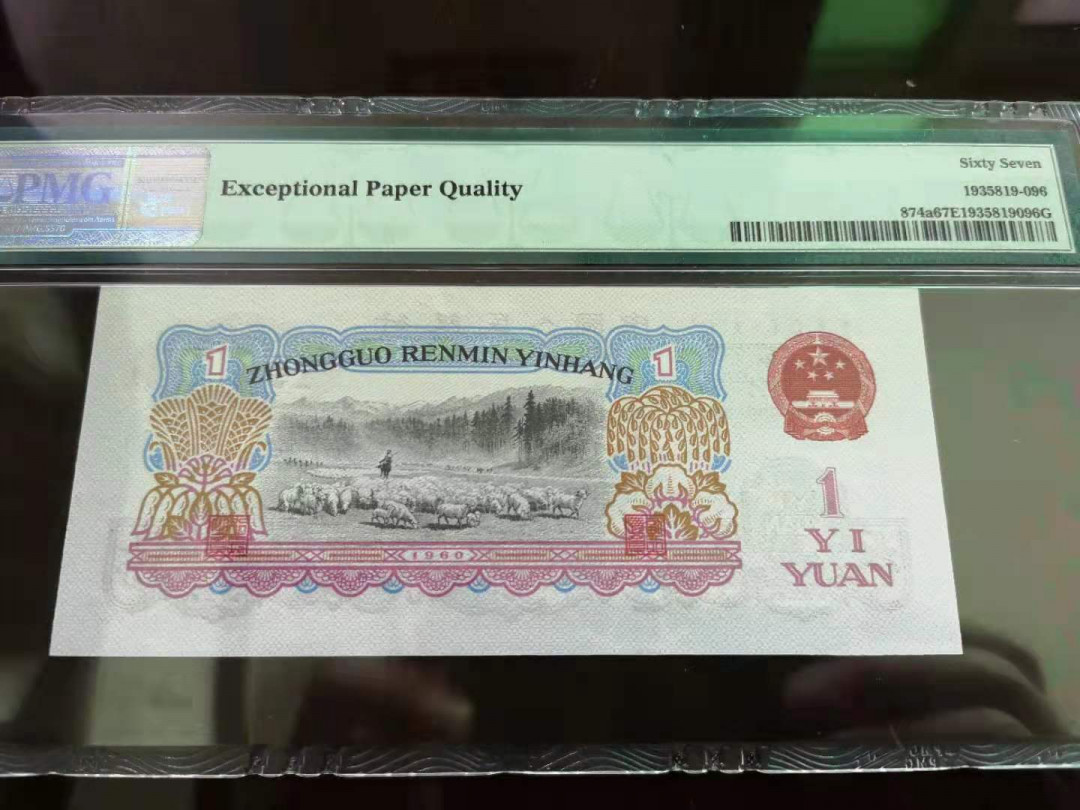 PMG
Exceptional Paper Quality
Sixty Seven
1935819-096
874a67E1935819096G
1
ZHONGGUO RENMIN YINHANG
1
1
YI
YUAN
1960